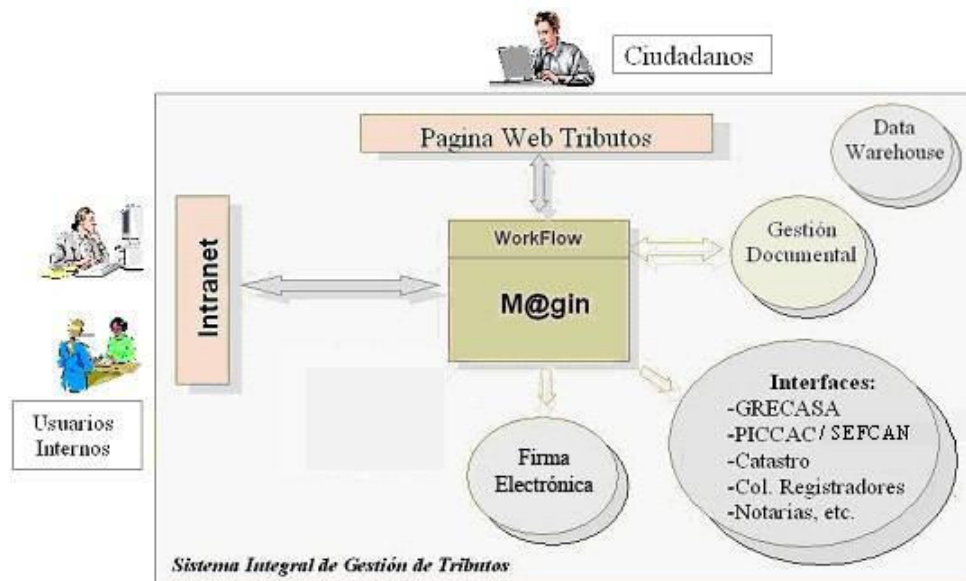 Ciudadanos
Pagina Web Tributos
Data
Warehouse
Intranet
WorkFlow
M@gin
Gestión
Documental
Usuarios
Internos
Firma
Electrónica
Interfaces:
-GRECASA
-PICCAC/SEFCAN
-Catastro
-Col. Registradores
-Notarías, etc.
Sistema Integral de Gestión de Tributos